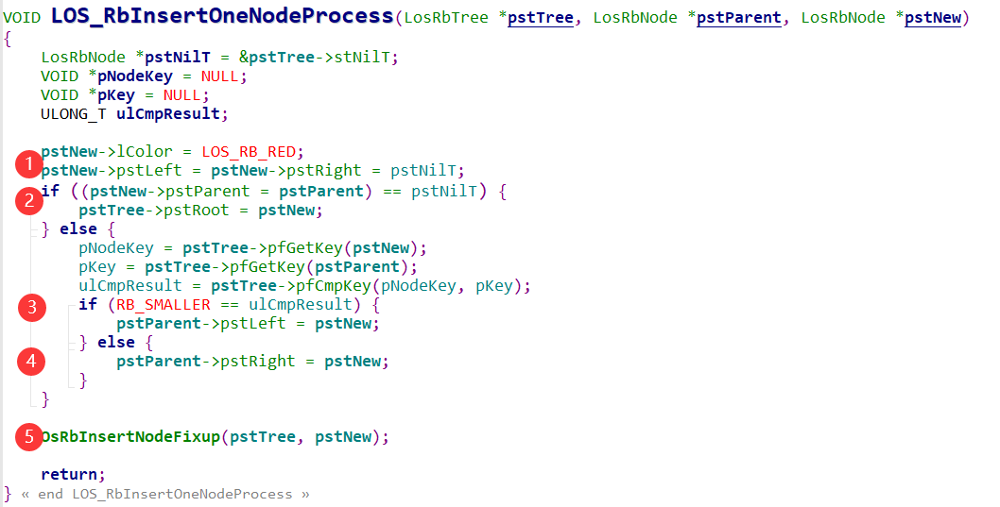 VOID LOS_RbInsertOneNodeProcess(LosRbTree *pstTree, LosRbNode *pstParent, LosRbNode *pstNew)
{
    LosRbNode *pstNilT = &pstTree->stNilT;
    VOID *pNodeKey = NULL;
    VOID *pKey = NULL;
    ULONG_T ulCmpResult;
    pstNew->lColor = LOS_RB_RED;
1
    pstNew->pstLeft = pstNew->pstRight = pstNilT;
2   if ((pstNew->pstParent = pstParent) == pstNilT) {
        pstTree->pstRoot = pstNew;
    } else {
        pNodeKey = pstTree->pfGetKey(pstNew);
        pKey = pstTree->pfGetKey(pstParent);
        ulCmpResult = pstTree->pfCmpKey(pNodeKey, pKey);
3       if (RB_SMALLER == ulCmpResult) {
            pstParent->pstLeft = pstNew;
        } else {
4           pstParent->pstRight = pstNew;
        }
    }
5   OsRbInsertNodeFixup(pstTree, pstNew);
    return;
} « end LOS_RbInsertOneNodeProcess »